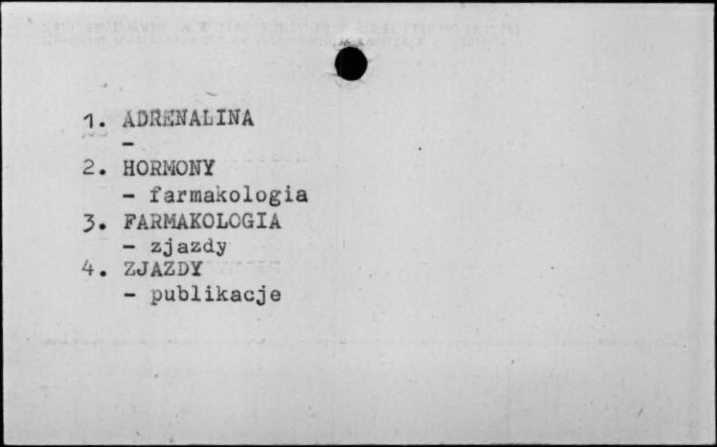 1. ADRENALINA
-
2. HORMONY
- farmakologia
3. FARMAKOLOGIA
- zjazdy
4. ZJAZDY
- publikacje